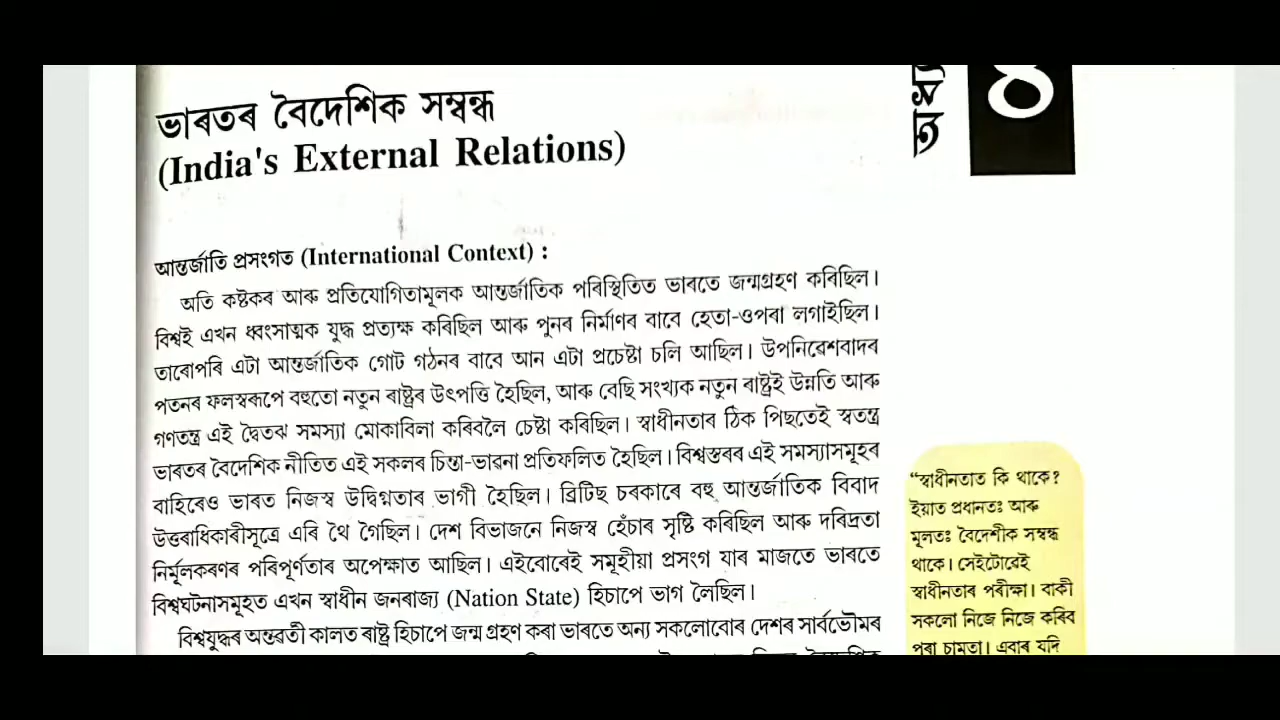 ভাৰতৰ বৈদেশিক সম্বন্ধ
(India's External Relations)
৪
আন্তৰ্জাতি প্ৰসংগত (International Context) :
অতি কষ্টকৰ আৰু প্ৰতিযোগিতামূলক আন্তৰ্জাতিক পৰিস্থিতিত ভাৰতে জন্মগ্ৰহণ কৰিছিল।
বিশ্বই এখন ধ্বংসাত্মক যুদ্ধ প্ৰত্যক্ষ কৰিছিল আৰু পুনৰ নিৰ্মাণৰ বাবে হেতা-ওপৰা লগাইছিল।
তাৰোপৰি এটা আন্তৰ্জাতিক গোট গঠনৰ বাবে আন এটা প্ৰচেষ্টা চলি আছিল। উপনিৱেশবাদৰ
পতনৰ ফলস্বৰূপে বহুতো নতুন ৰাষ্ট্ৰৰ উৎপত্তি হৈছিল, আৰু বেছি সংখ্যক নতুন ৰাষ্ট্ৰই উন্নতি আৰু
গণতন্ত্ৰ এই দ্বৈতঝ সমস্যা মোকাবিলা কৰিবলৈ চেষ্টা কৰিছিল। স্বাধীনতাৰ ঠিক পিছতেই স্বতন্ত্ৰ
ভাৰতৰ বৈদেশিক নীতিত এই সকলৰ চিন্তা-ভাৱনা প্ৰতিফলিত হৈছিল। বিশ্বস্তৰৰ এই সমস্যাসমূহৰ
বাহিৰেও ভাৰত নিজস্ব উদ্বিগ্নতাৰ ভাগী হৈছিল। ব্ৰিটিছ চৰকাৰে বহু আন্তৰ্জাতিক বিবাদ
উত্তৰাধিকাৰীসূত্ৰে এৰি থৈ গৈছিল। দেশ বিভাজনে নিজস্ব হেঁচাৰ সৃষ্টি কৰিছিল আৰু দৰিদ্ৰতা
নিৰ্মূলকৰণৰ পৰিপূৰ্ণতাৰ অপেক্ষাত আছিল। এইবোৰেই সমূহীয়া প্ৰসংগ যাৰ মাজতে ভাৰতে
বিশ্বঘটনাসমূহত এখন স্বাধীন জনৰাজ্য (Nation State) হিচাপে ভাগ লৈছিল।
বিশ্বযুদ্ধৰ অন্তৰতী কালত ৰাষ্ট্ৰ হিচাপে জন্ম গ্ৰহণ কৰা ভাৰতে অন্য সকলোবোৰ দেশৰ সাৰ্বভৌমৰ
“স্বাধীনতাত কি থাকে?
ইয়াত প্ৰধানতঃ আৰু
মূলতঃ বৈদেশীক সম্বন্ধ
থাকে। সেইটোৱেই
স্বাধীনতাৰ পৰীক্ষা। বাকী
সকলো নিজে নিজে কৰিব
পৰা চামতা। এবাৰ যদি